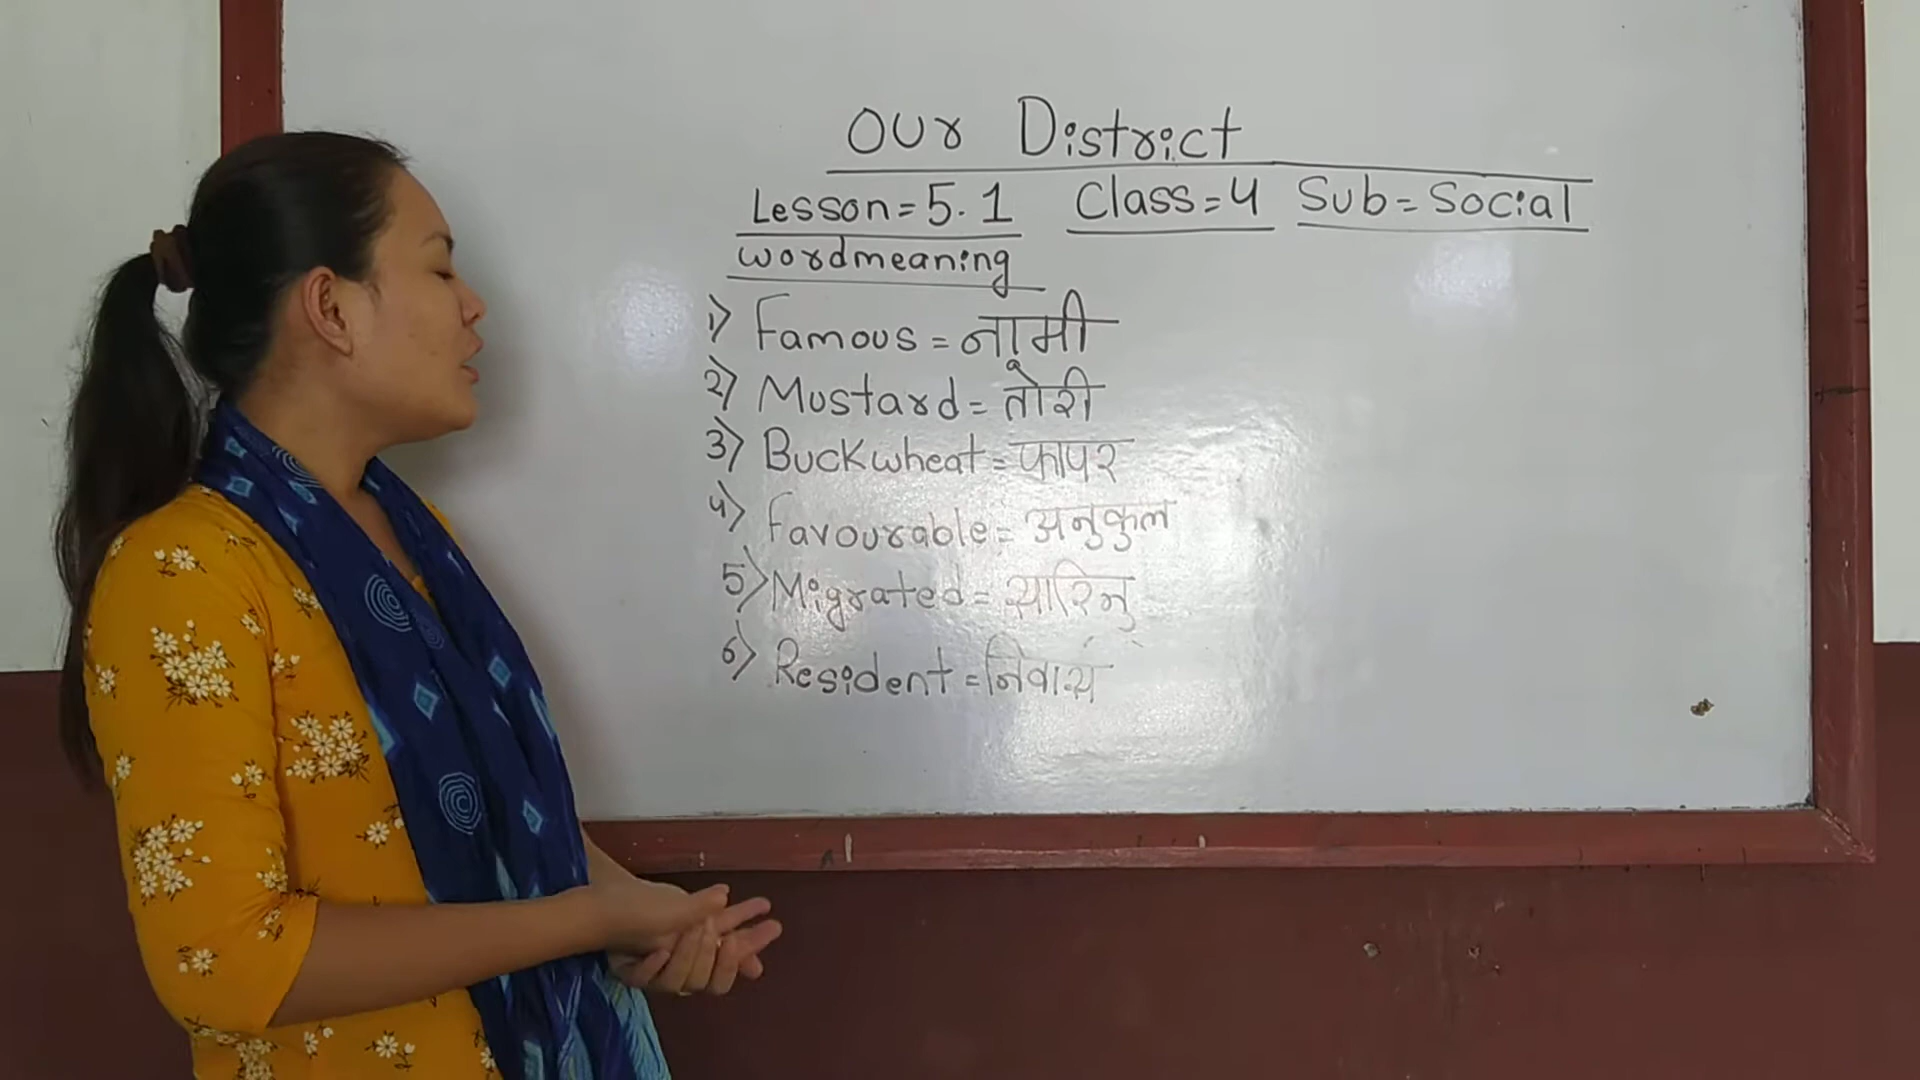 Our District
Lesson = 5.1 Class = 4 Sub = Social
wordmeaning
1) Famous = नामी
2) Mustard = तोरी
3) Buckwheat = फापर
4) Favourable = अनुकुल
5) Migrated = सारिनु
6) Resident =